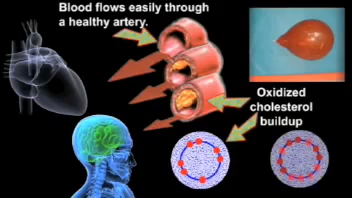 Blood flows easily through
a healthy artery.
Oxidized
cholesterol
buildup